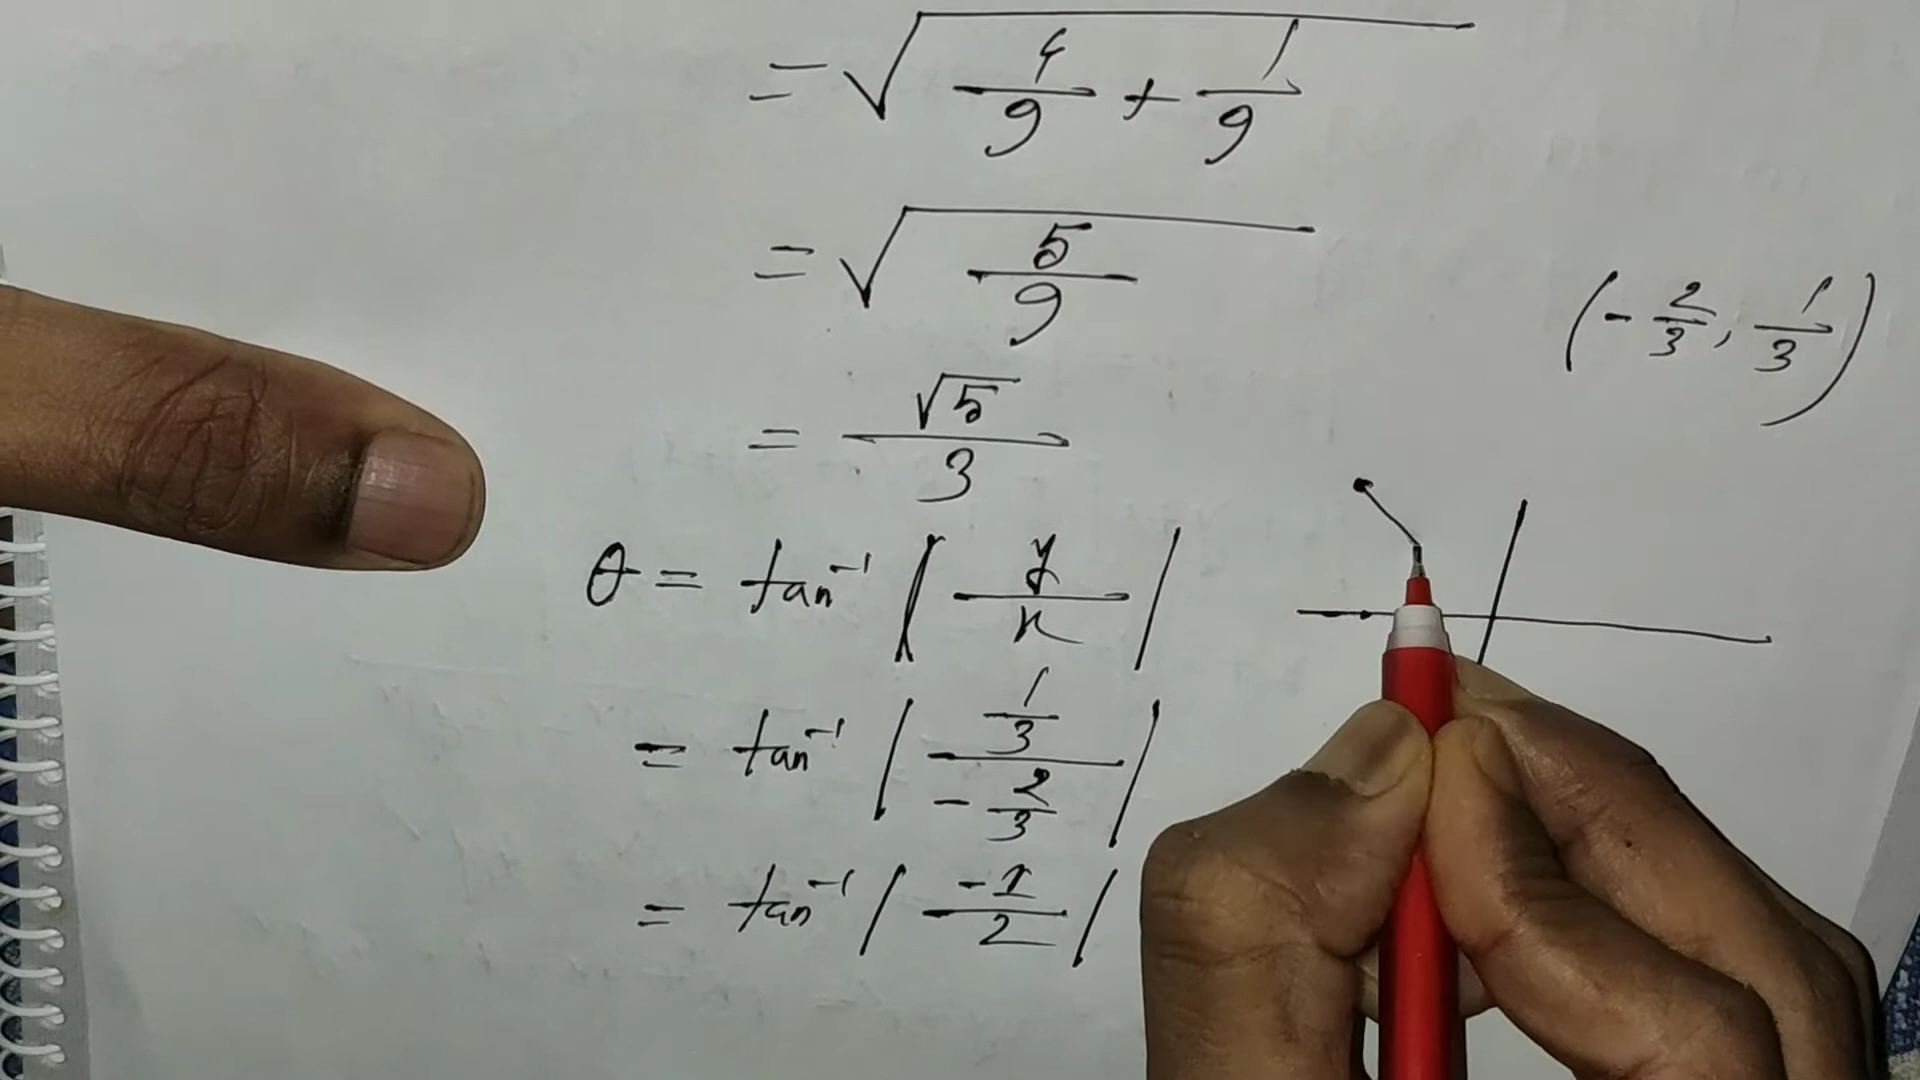 = √(4/9 + 1/9)
= √(5/9)
(-2/3, 1/3)
= √5/3
θ = tan⁻¹ |y/x|
= tan⁻¹ |(1/3)/(-2/3)|
= tan⁻¹ |-1/2|